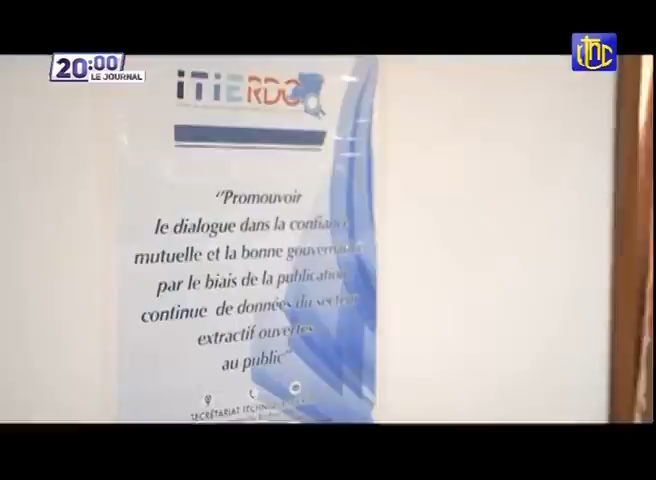 20:00
LE JOURNAL
ITIERDC
"Promouvoir
le dialogue dans la confiance
mutuelle et la bonne gouvernance
par le biais de la publication
continue de données du secteur
extractif ouvertes
au public"
SECRÉTARIAT